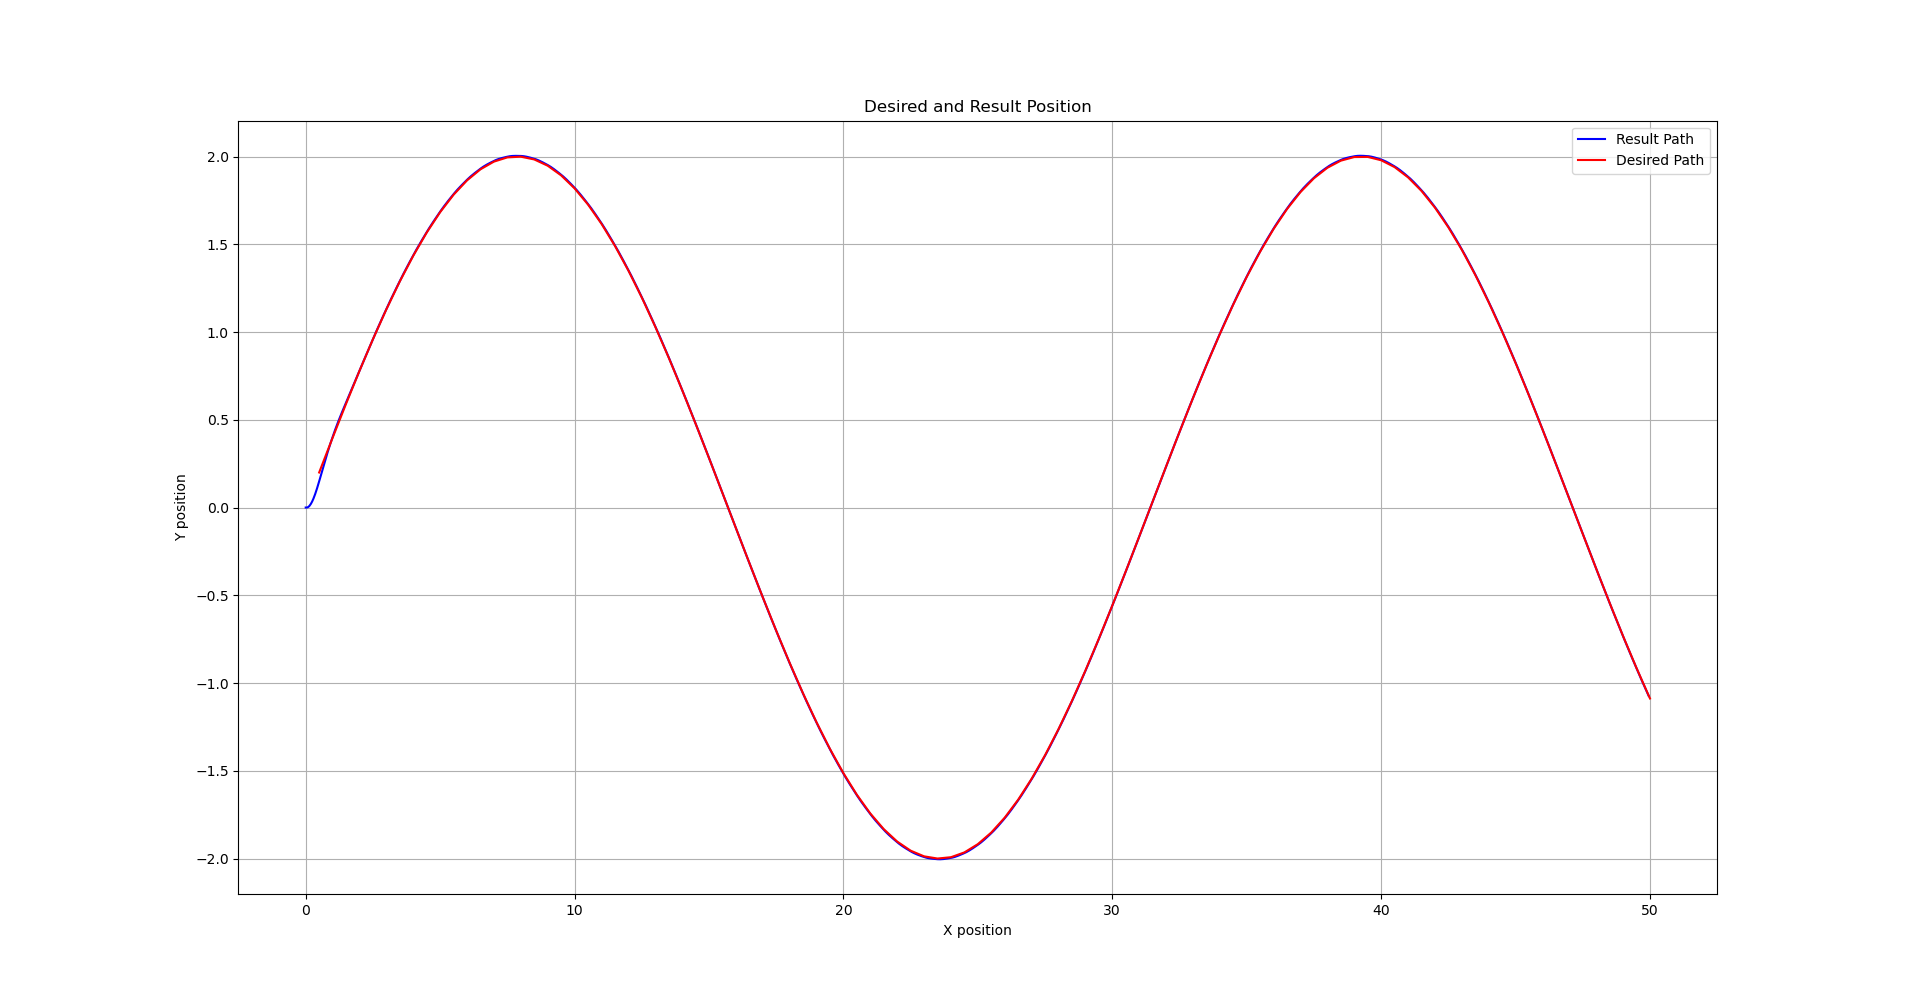 Desired and Result Position
Result Path
Desired Path
2.0
1.5
1.0
0.5
0.0
−0.5
−1.0
−1.5
−2.0
Y position
0 10 20 30 40 50
X position